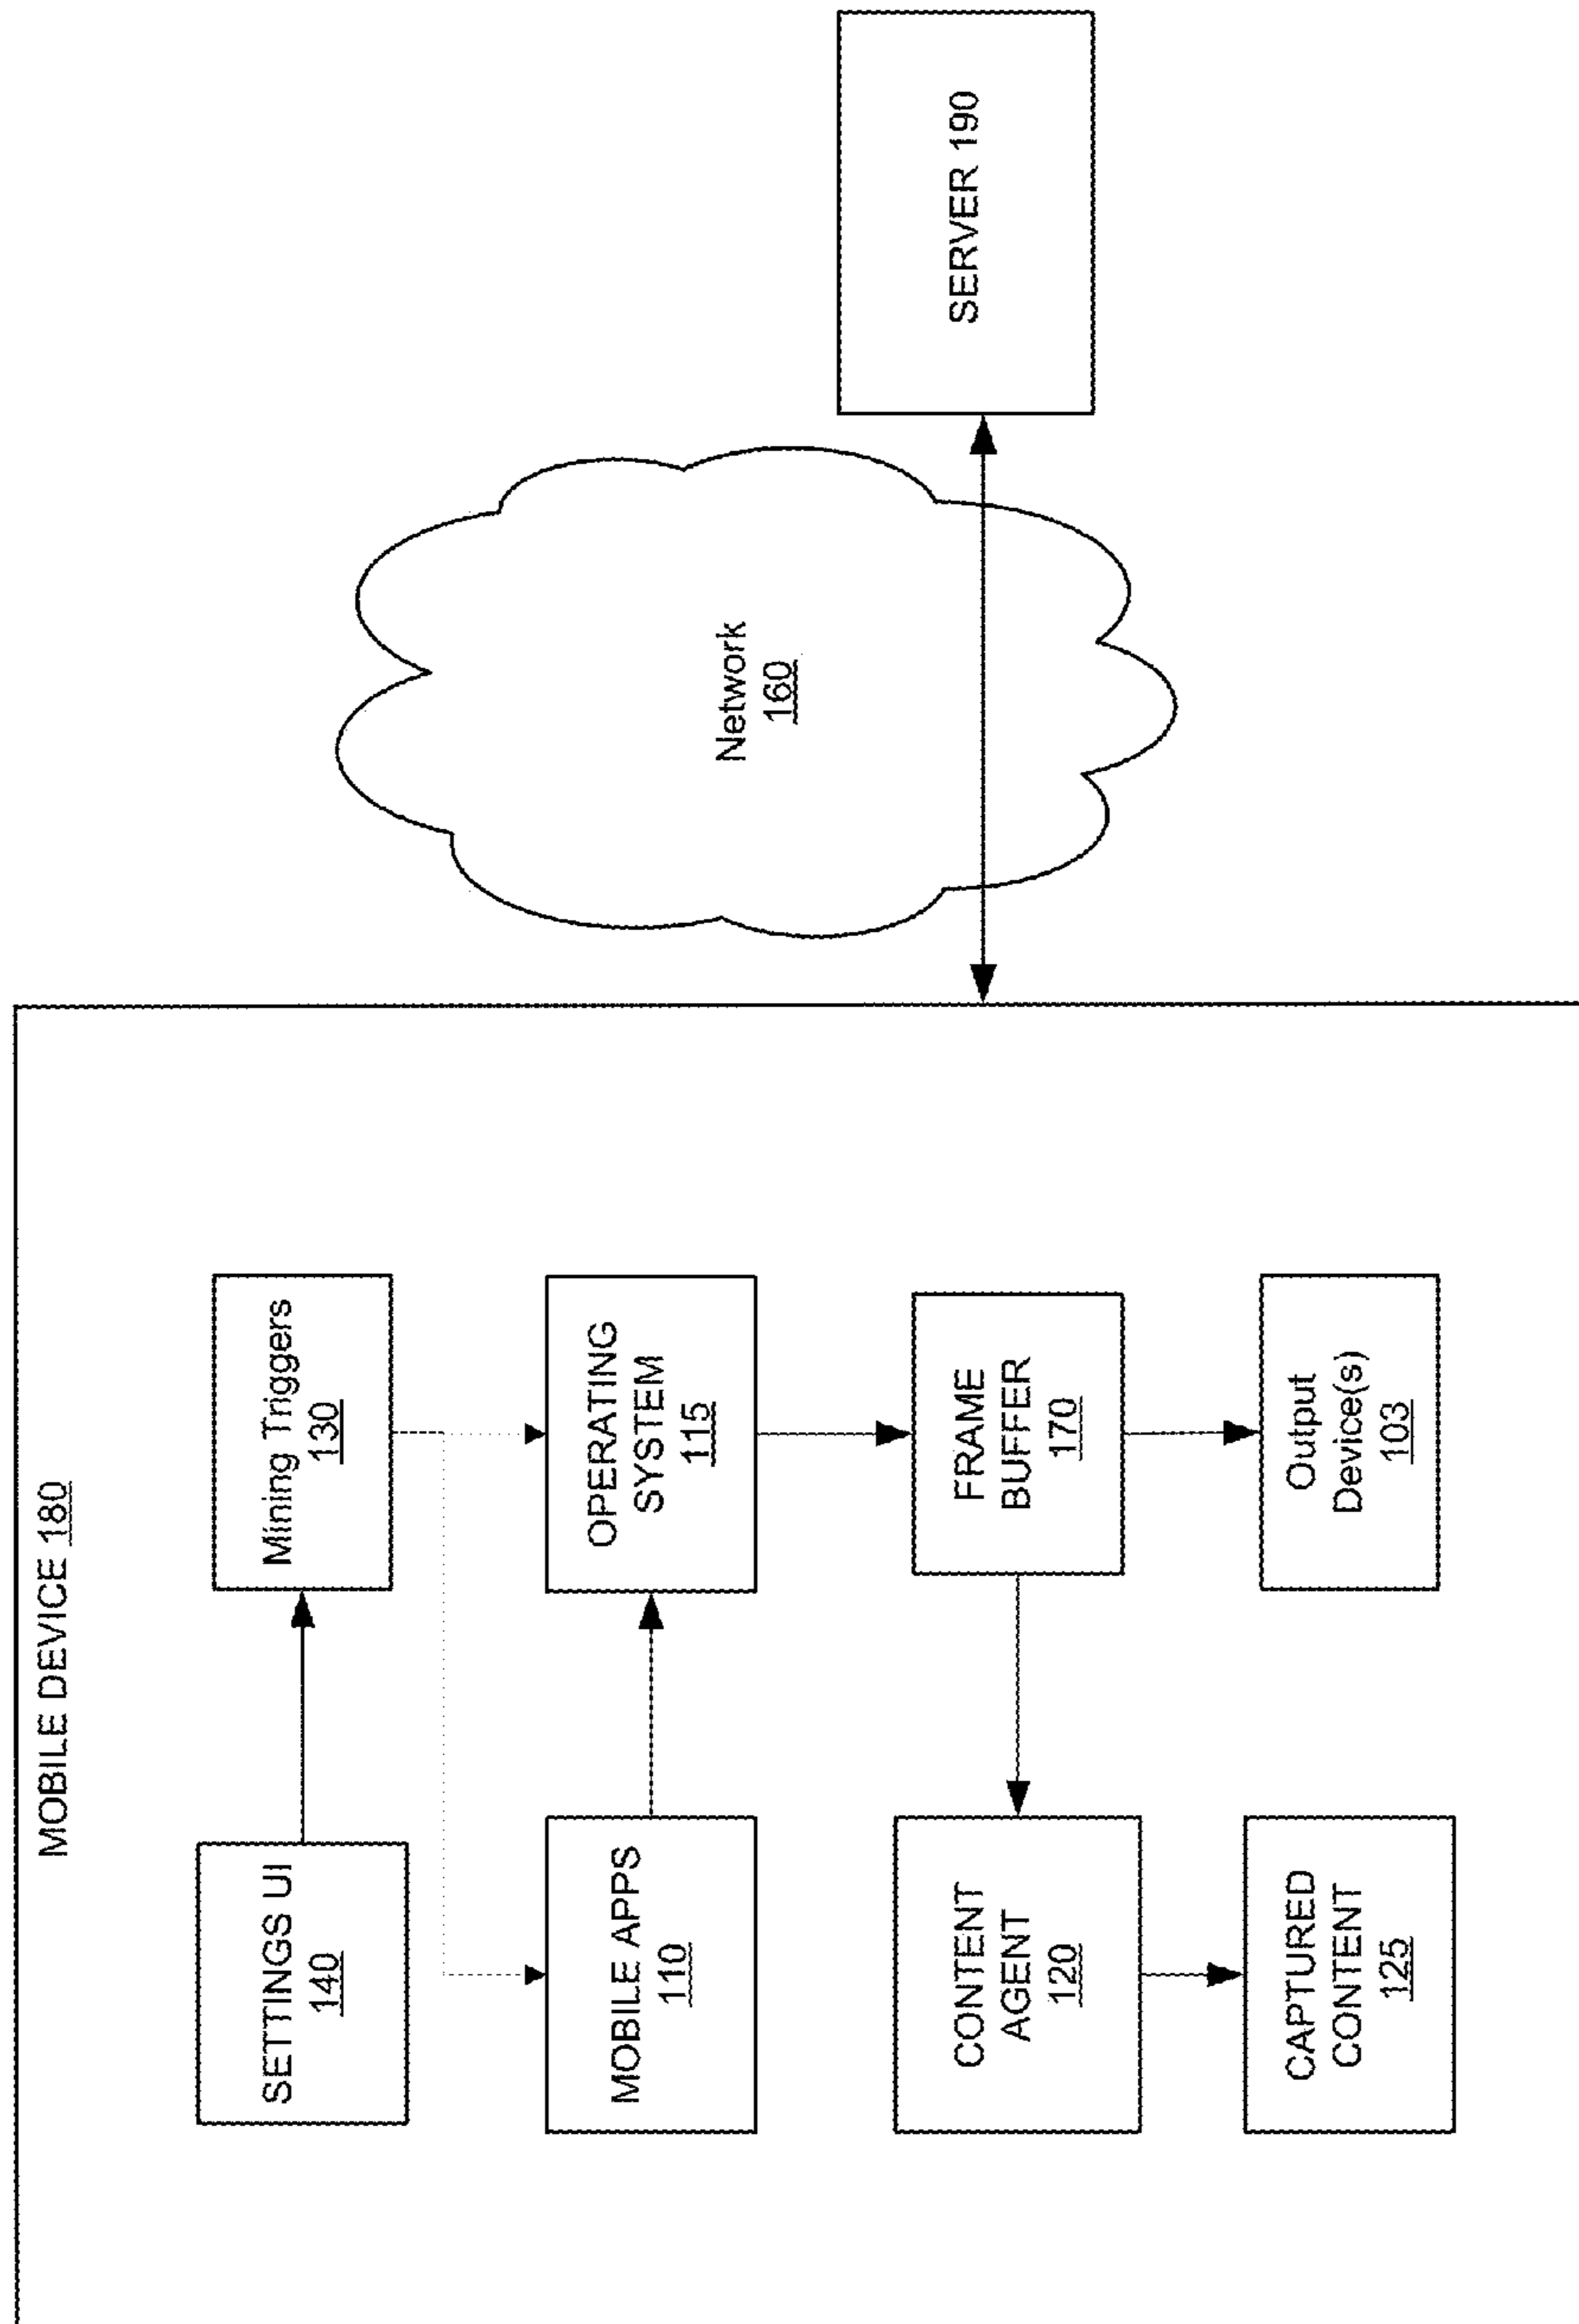 MOBILE DEVICE 180
SETTINGS UI
140
Mining Triggers
130
MOBILE APPS
110
OPERATING
SYSTEM
115
CONTENT
AGENT
120
FRAME
BUFFER
170
CAPTURED
CONTENT
125
Output
Device(s)
103
Network
160
SERVER 190